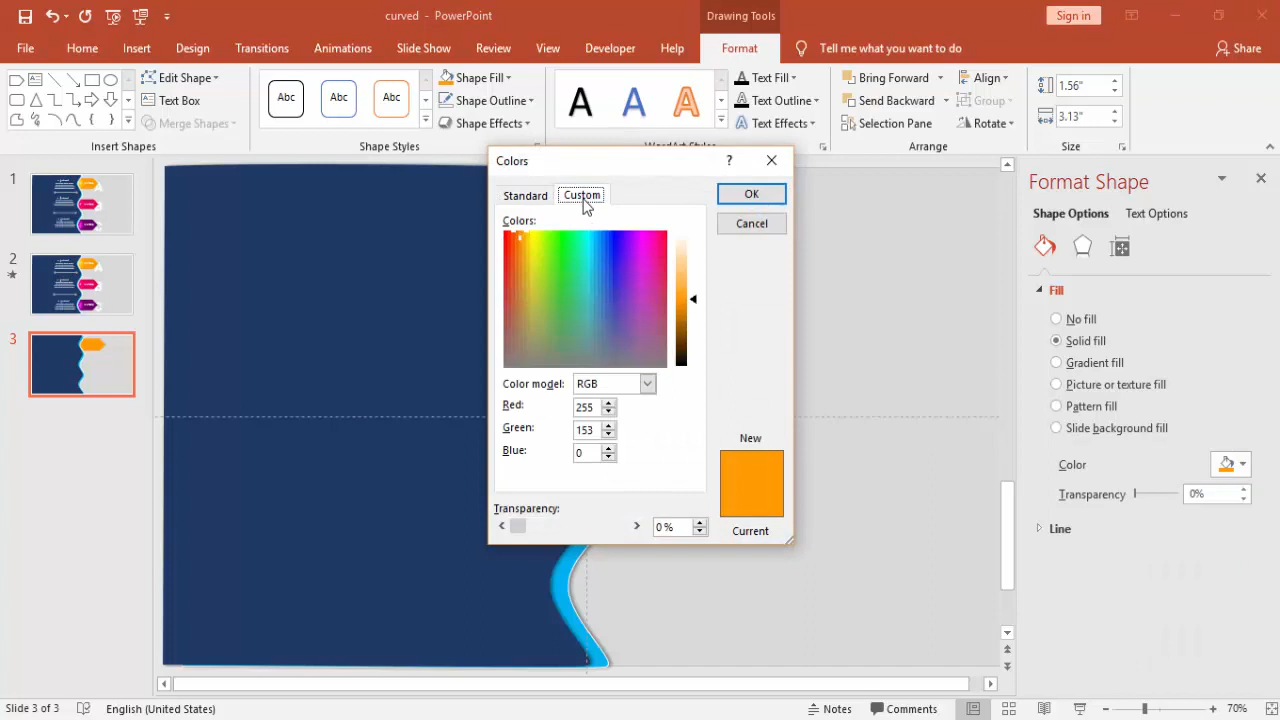 curved - PowerPoint
Drawing Tools
Sign in
File Home Insert Design Transitions Animations Slide Show Review View Developer Help Format Tell me what you want to do Share
Edit Shape
Text Box
Merge Shapes
Insert Shapes
Abc Abc Abc
Shape Fill
Shape Outline
Shape Effects
Shape Styles
A A A
Text Fill
Text Outline
Text Effects
WordArt Styles
Bring Forward
Send Backward
Selection Pane
Align
Group
Rotate
Arrange
1.56"
3.13"
Size
1
2
3
Colors
?
Standard Custom
OK
Cancel
Colors:
Color model: RGB
Red: 255
Green: 153
Blue: 0
New
Current
Transparency:
0 %
Format Shape
Shape Options Text Options
Fill
No fill
Solid fill
Gradient fill
Picture or texture fill
Pattern fill
Slide background fill
Color
Transparency 0%
Line
Slide 3 of 3 English (United States) Notes Comments 70%